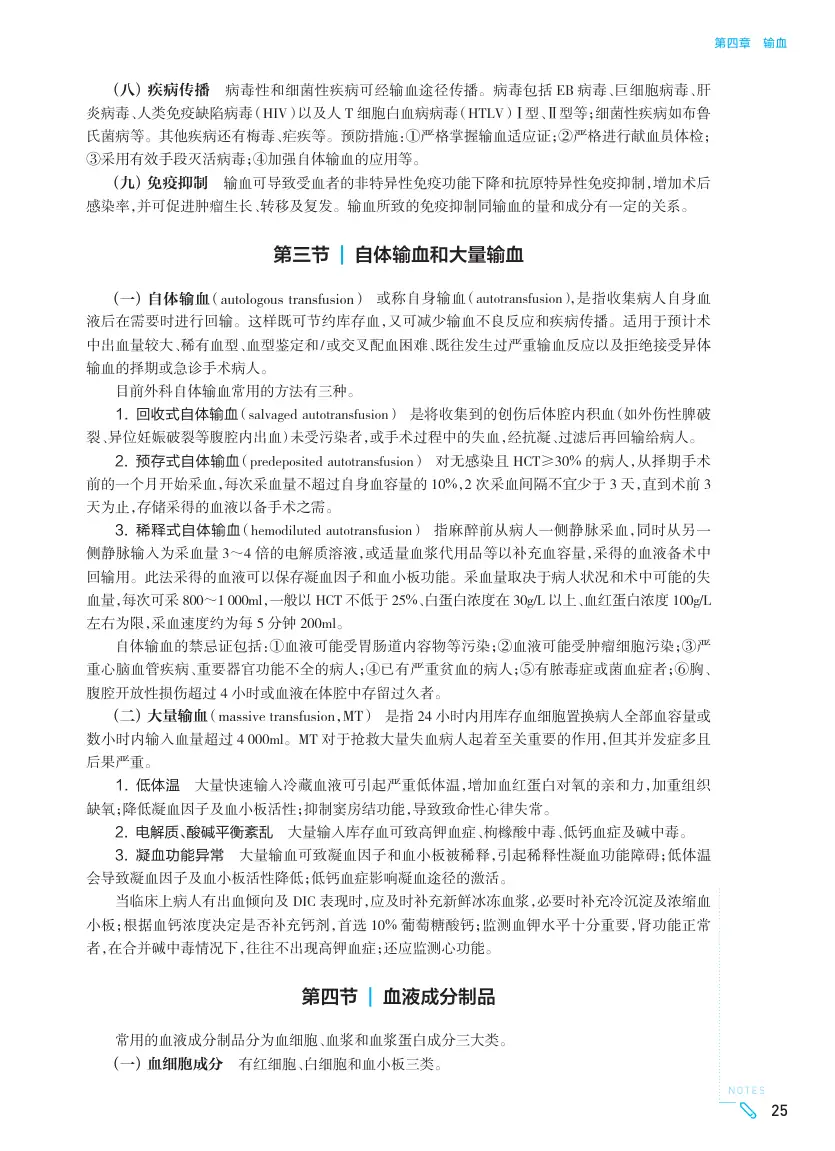 第四章 输血
（八）疾病传播 病毒性和细菌性疾病可经输血途径传播。病毒包括 EB 病毒、巨细胞病毒、肝
炎病毒、人类免疫缺陷病毒（HIV）以及人 T 细胞白血病病毒（HTLV）Ⅰ型、Ⅱ型等；细菌性疾病如布鲁
氏菌病等。其他疾病还有梅毒、疟疾等。预防措施：①严格掌握输血适应证；②严格进行献血员体检；
③采用有效手段灭活病毒；④加强自体输血的应用等。
（九）免疫抑制 输血可导致受血者的非特异性免疫功能下降和抗原特异性免疫抑制，增加术后
感染率，并可促进肿瘤生长、转移及复发。输血所致的免疫抑制同输血的量和成分有一定的关系。
第三节 | 自体输血和大量输血
（一）自体输血（autologous transfusion） 或称自身输血（autotransfusion），是指收集病人自身血
液后在需要时进行回输。这样既可节约库存血，又可减少输血不良反应和疾病传播。适用于预计术
中出血量较大、稀有血型、血型鉴定和/或交叉配血困难、既往发生过严重输血反应以及拒绝接受异体
输血的择期或急诊手术病人。
目前外科自体输血常用的方法有三种。
1. 回收式自体输血（salvaged autotransfusion） 是将收集到的创伤后体腔内积血（如外伤性脾破
裂、异位妊娠破裂等腹腔内出血）未受污染者，或手术过程中的失血，经抗凝、过滤后再回输给病人。
2. 预存式自体输血（predeposited autotransfusion） 对无感染且 HCT≥30% 的病人，从择期手术
前的一个月开始采血，每次采血量不超过自身血容量的 10%，2 次采血间隔不宜少于 3 天，直到术前 3
天为止，存储采得的血液以备手术之需。
3. 稀释式自体输血（hemodiluted autotransfusion） 指麻醉前从病人一侧静脉采血，同时从另一
侧静脉输入为采血量 3～4 倍的电解质溶液，或适量血浆代用品等以补充血容量，采得的血液备术中
回输用。此法采得的血液可以保存凝血因子和血小板功能。采血量取决于病人状况和术中可能的失
血量，每次可采 800～1 000ml，一般以 HCT 不低于 25%、白蛋白浓度在 30g/L 以上、血红蛋白浓度 100g/L
左右为限，采血速度约为每 5 分钟 200ml。
自体输血的禁忌证包括：①血液可能受胃肠道内容物等污染；②血液可能受肿瘤细胞污染；③严
重心脑血管疾病、重要器官功能不全的病人；④已有严重贫血的病人；⑤有脓毒症或菌血症者；⑥胸、
腹腔开放性损伤超过 4 小时或血液在体腔中存留过久者。
（二）大量输血（massive transfusion，MT） 是指 24 小时内用库存血细胞置换病人全部血容量或
数小时内输入血量超过 4 000ml。MT 对于抢救大量失血病人起着至关重要的作用，但其并发症多且
后果严重。
1. 低体温 大量快速输入冷藏血液可引起严重低体温，增加血红蛋白对氧的亲和力，加重组织
缺氧；降低凝血因子及血小板活性；抑制窦房结功能，导致致命性心律失常。
2. 电解质、酸碱平衡紊乱 大量输入库存血可致高钾血症、枸橼酸中毒、低钙血症及碱中毒。
3. 凝血功能异常 大量输血可致凝血因子和血小板被稀释，引起稀释性凝血功能障碍；低体温
会导致凝血因子及血小板活性降低；低钙血症影响凝血途径的激活。
当临床上病人有出血倾向及 DIC 表现时，应及时补充新鲜冰冻血浆，必要时补充冷沉淀及浓缩血
小板；根据血钙浓度决定是否补充钙剂，首选 10% 葡萄糖酸钙；监测血钾水平十分重要，肾功能正常
者，在合并碱中毒情况下，往往不出现高钾血症；还应监测心功能。
第四节 | 血液成分制品
常用的血液成分制品分为血细胞、血浆和血浆蛋白成分三大类。
（一）血细胞成分 有红细胞、白细胞和血小板三类。
NOTES
25